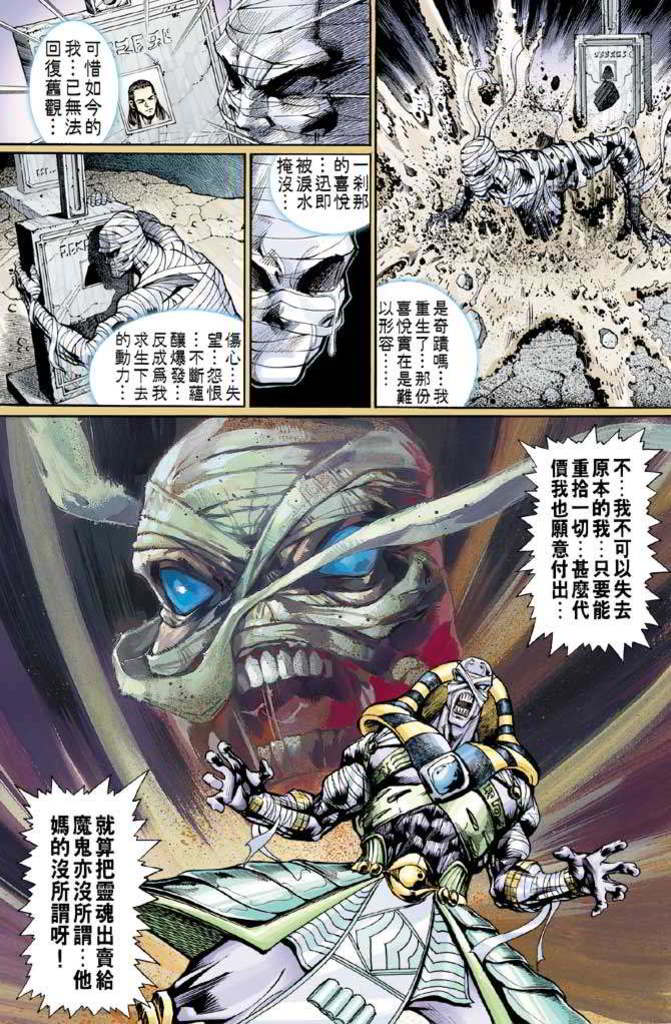 是奇蹟嗎…我
重生了…那份
喜悅實在是難
以形容……
可惜如今的
我…已無法
回復舊觀…
一剎那
的喜悅
…迅即
被淚水
掩沒…
傷心…失
望…怨恨
…不斷蘊
釀爆發…
反成為我
求生下去
的動力…
不…我不可以失去
原本的我…只要能
重拾一切…甚麼代
價我也願意付出…
就算把靈魂出賣給
魔鬼亦沒所謂…他
媽的沒所謂呀！